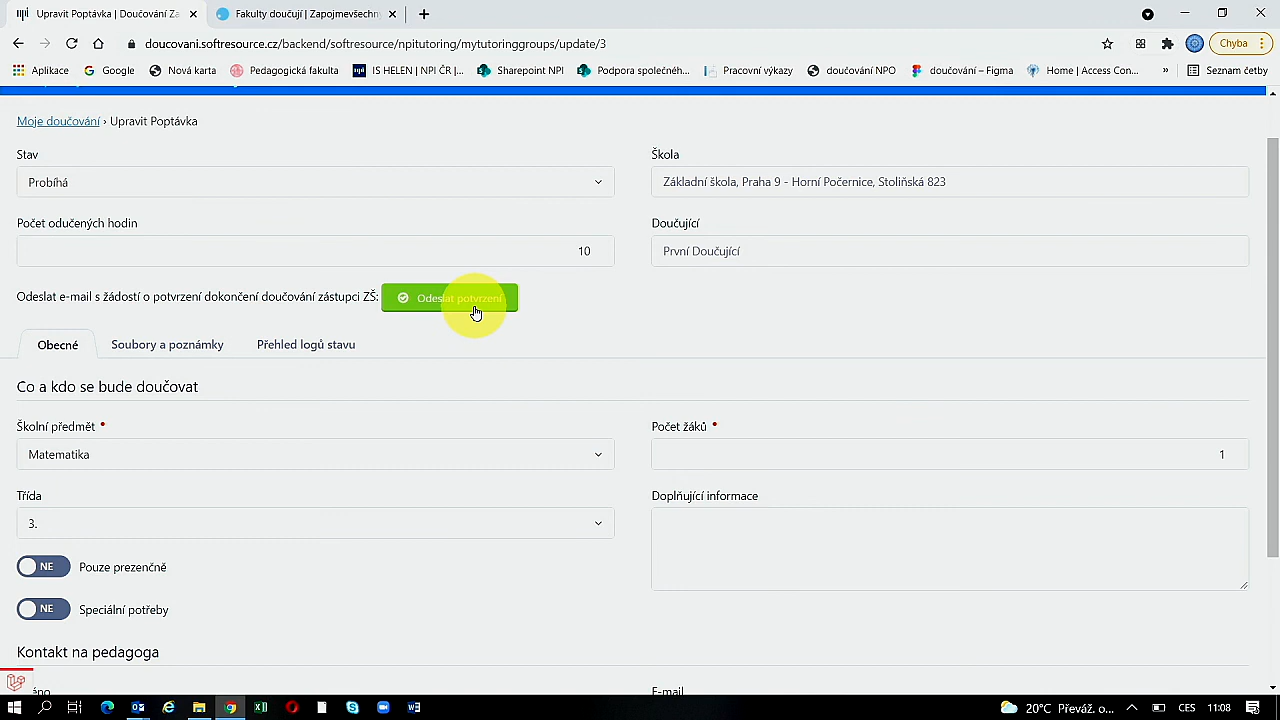 Upravit Poptávka | Doučování Za
Fakulty doučují | Zapojmevšechny
doucovani.softresource.cz/backend/softresource/npitutoring/mytutoringgroups/update/3
Chyba
Aplikace
Google
Nová karta
Pedagogická fakulta
IS HELEN | NPI ČR |...
Sharepoint NPI
Podpora společnéh...
Pracovní výkazy
doučování NPO
doučování – Figma
Home | Access Con...
»
Seznam četby
Moje doučování › Upravit Poptávka
Stav
Škola
Probíhá
Základní škola, Praha 9 - Horní Počernice, Stoliňská 823
Počet odučených hodin
Doučující
10
První Doučující
Odeslat e-mail s žádostí o potvrzení dokončení doučování zástupci ZŠ:
Odeslat potvrzení
Obecné
Soubory a poznámky
Přehled logů stavu
Co a kdo se bude doučovat
Školní předmět
Počet žáků
Matematika
1
Třída
Doplňující informace
3.
NE
Pouze prezenčně
NE
Speciální potřeby
Kontakt na pedagoga
E-mail
20°C Převáž. o...
CES
11:08